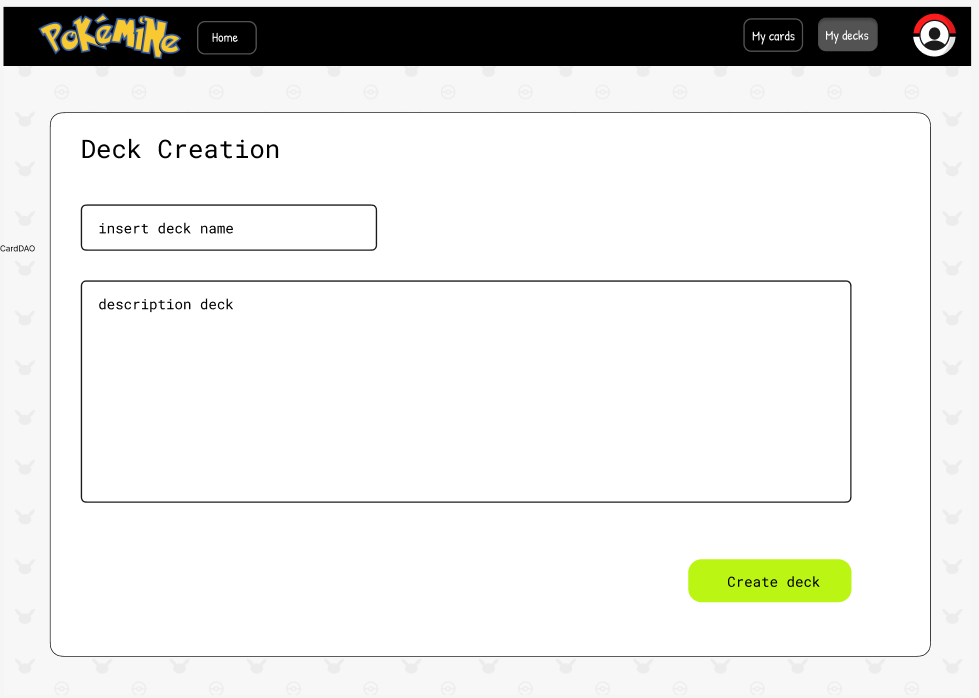 PokéMiNe
Home
My cards
My decks
Deck Creation
insert deck name
CardDAO
description deck
Create deck